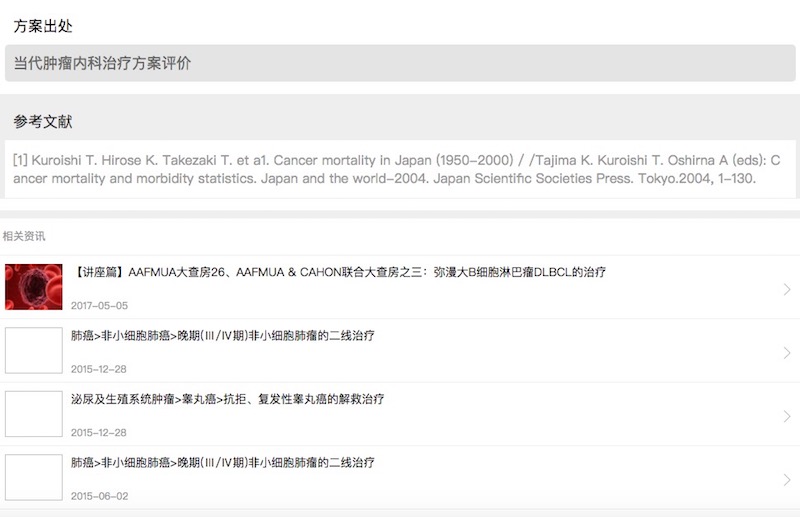 方案出处
当代肿瘤内科治疗方案评价
参考文献
[1] Kuroishi T. Hirose K. Takezaki T. et a1. Cancer mortality in Japan (1950-2000) / /Tajima K. Kuroishi T. Oshirna A (eds): C
ancer mortality and morbidity statistics. Japan and the world-2004. Japan Scientific Societies Press. Tokyo.2004, 1-130.
相关资讯
【讲座篇】AAFMUA大查房26、AAFMUA & CAHON联合大查房之三：弥漫大B细胞淋巴瘤DLBCL的治疗
2017-05-05
肺癌>非小细胞肺癌>晚期(Ⅲ/Ⅳ期)非小细胞肺瘤的二线治疗
2015-12-28
泌尿及生殖系统肿瘤>睾丸癌>抗拒、复发性睾丸癌的解救治疗
2015-12-28
肺癌>非小细胞肺癌>晚期(Ⅲ/Ⅳ期)非小细胞肺瘤的二线治疗
2015-06-02